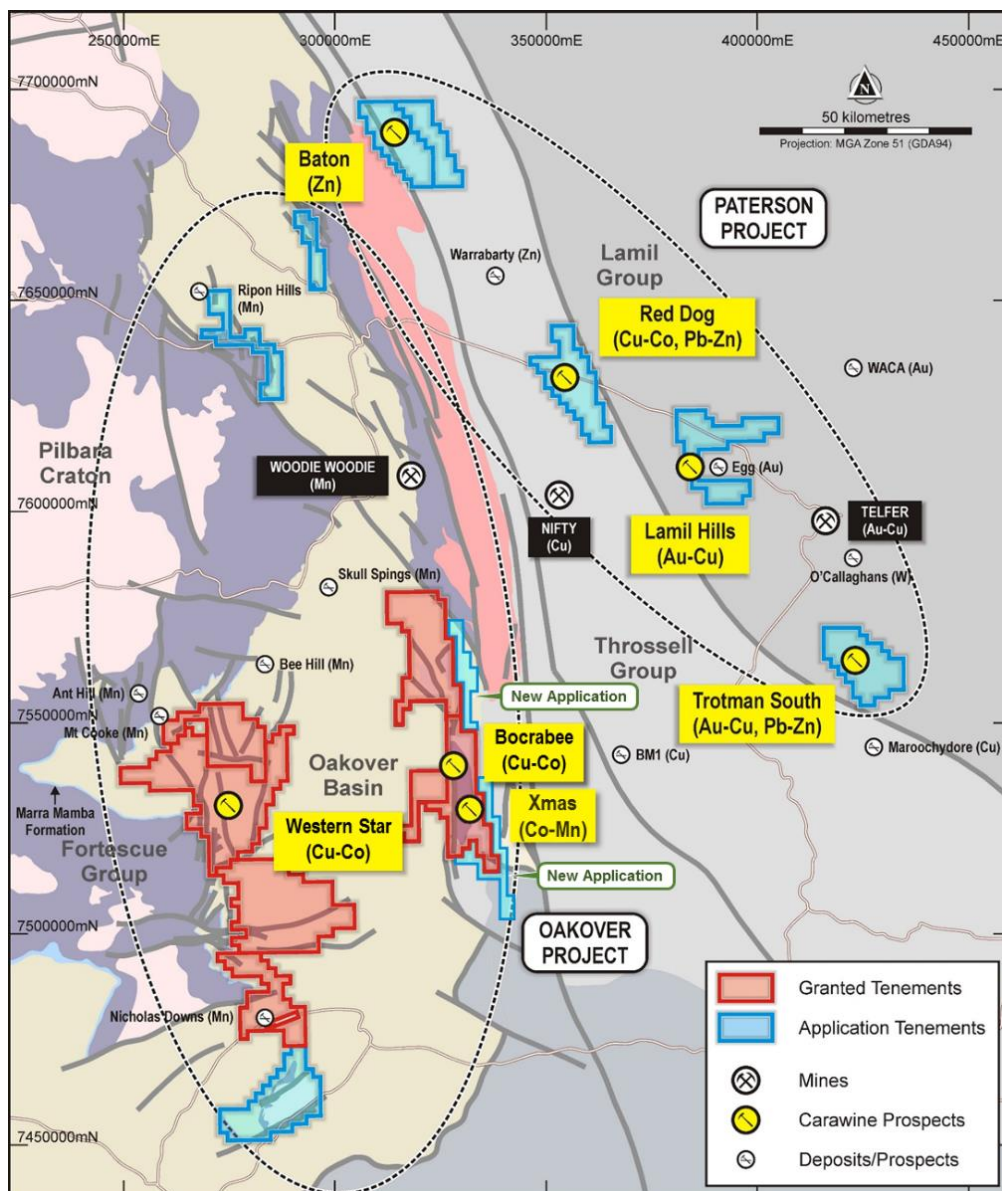 250000mE
300000mE
350000mE
400000mE
450000mE
7700000mN
N
50 kilometres
Projection: MGA Zone 51 (GDA94)
Baton
(Zn)
PATERSON
PROJECT
Warrabarty (Zn)
Lamil
Group
7650000mN
Ripon Hills
(Mn)
Red Dog
(Cu-Co, Pb-Zn)
WACA (Au)
Pilbara
Craton
WOODIE WOODIE
(Mn)
Egg (Au)
7600000mN
NIFTY
(Cu)
TELFER
(Au-Cu)
Lamil Hills
(Au-Cu)
O'Callaghans (W)
Skull Spings (Mn)
Throssell
Group
Bee Hill (Mn)
Ant Hill (Mn)
New Application
Trotman South
(Au-Cu, Pb-Zn)
7550000mN
Mt Cooke (Mn)
Bocrabee
(Cu-Co)
BM1 (Cu)
Maroochydore (Cu)
Oakover
Basin
Xmas
(Co-Mn)
Marra Mamba
Formation
Western Star
(Cu-Co)
Fortescue
Group
New Application
7500000mN
OAKOVER
PROJECT
Nicholas Downs (Mn)
7450000mN
Granted Tenements
Application Tenements
Mines
Carawine Prospects
Deposits/Prospects